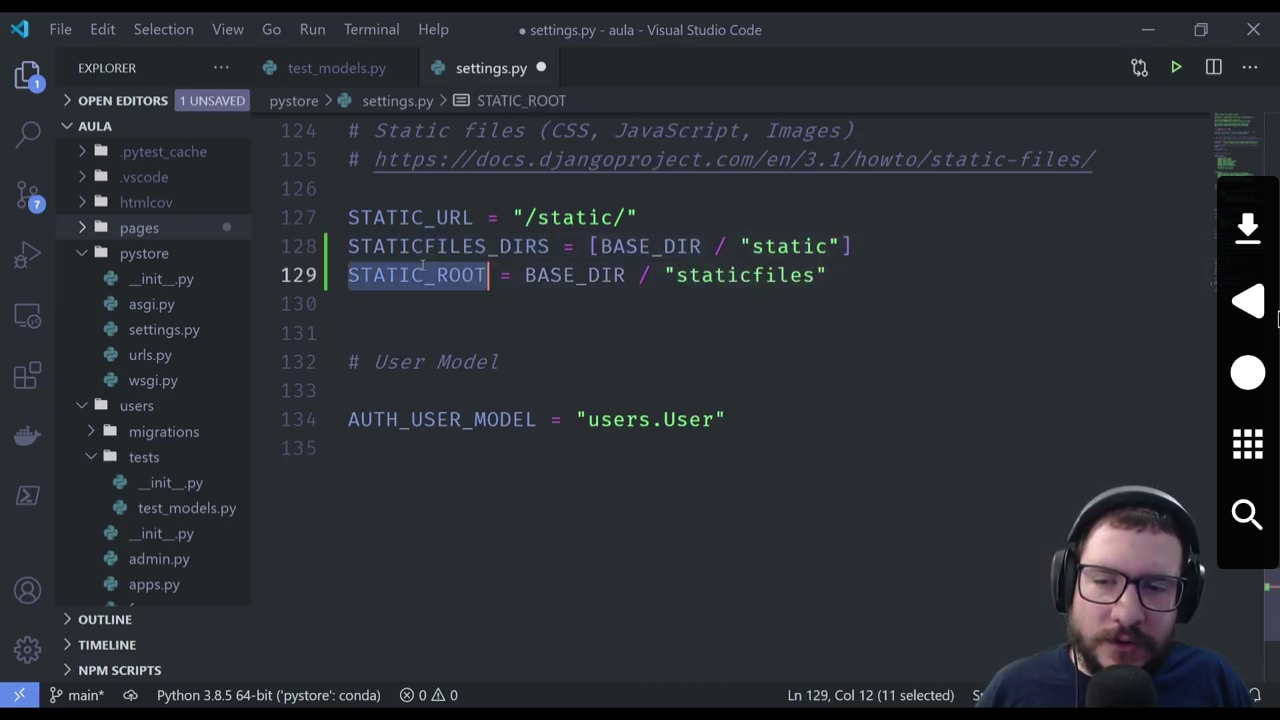 File Edit Selection View Go Run Terminal Help
● settings.py - aula - Visual Studio Code
EXPLORER
test_models.py
settings.py
OPEN EDITORS 1 UNSAVED
pystore > settings.py > STATIC_ROOT
AULA
.pytest_cache
.vscode
htmlcov
pages
pystore
__init__.py
asgi.py
settings.py
urls.py
wsgi.py
users
migrations
tests
__init__.py
test_models.py
__init__.py
admin.py
apps.py
OUTLINE
TIMELINE
NPM SCRIPTS
1
7
124 # Static files (CSS, JavaScript, Images)
125 # https://docs.djangoproject.com/en/3.1/howto/static-files/
126
127 STATIC_URL = "/static/"
128 STATICFILES_DIRS = [BASE_DIR / "static"]
129 STATIC_ROOT = BASE_DIR / "staticfiles"
130
131
132 # User Model
133
134 AUTH_USER_MODEL = "users.User"
135
main* Python 3.8.5 64-bit ('pystore': conda) 0 0 Ln 129, Col 12 (11 selected)